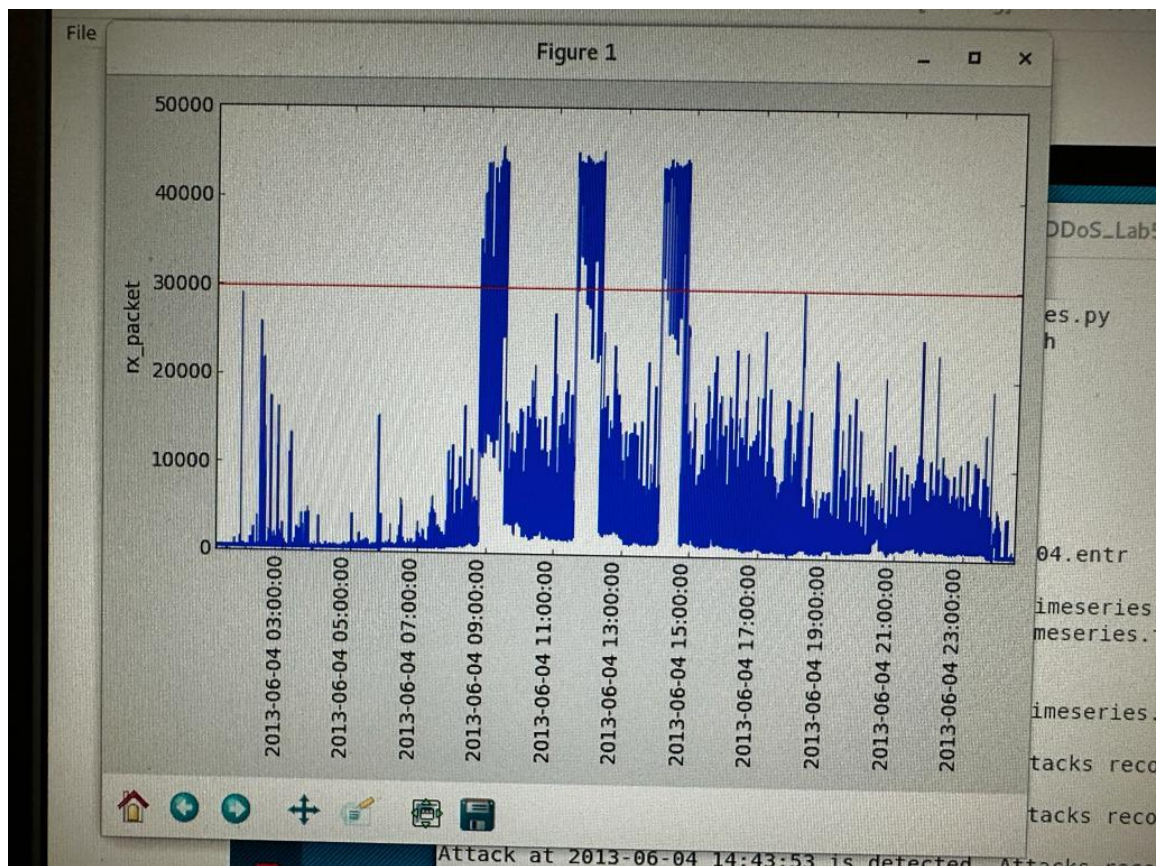 File
Figure 1
50000
40000
30000
20000
10000
0
rx_packet
2013-06-04 03:00:00
2013-06-04 05:00:00
2013-06-04 07:00:00
2013-06-04 09:00:00
2013-06-04 11:00:00
2013-06-04 13:00:00
2013-06-04 15:00:00
2013-06-04 17:00:00
2013-06-04 19:00:00
2013-06-04 21:00:00
2013-06-04 23:00:00
DDoS_Lab5
es.py
h
04.entr
imeseries
meseries.
imeseries.
tacks reco
tacks reco
Attack at 2013-06-04 14:43:53 is detected. Attacks